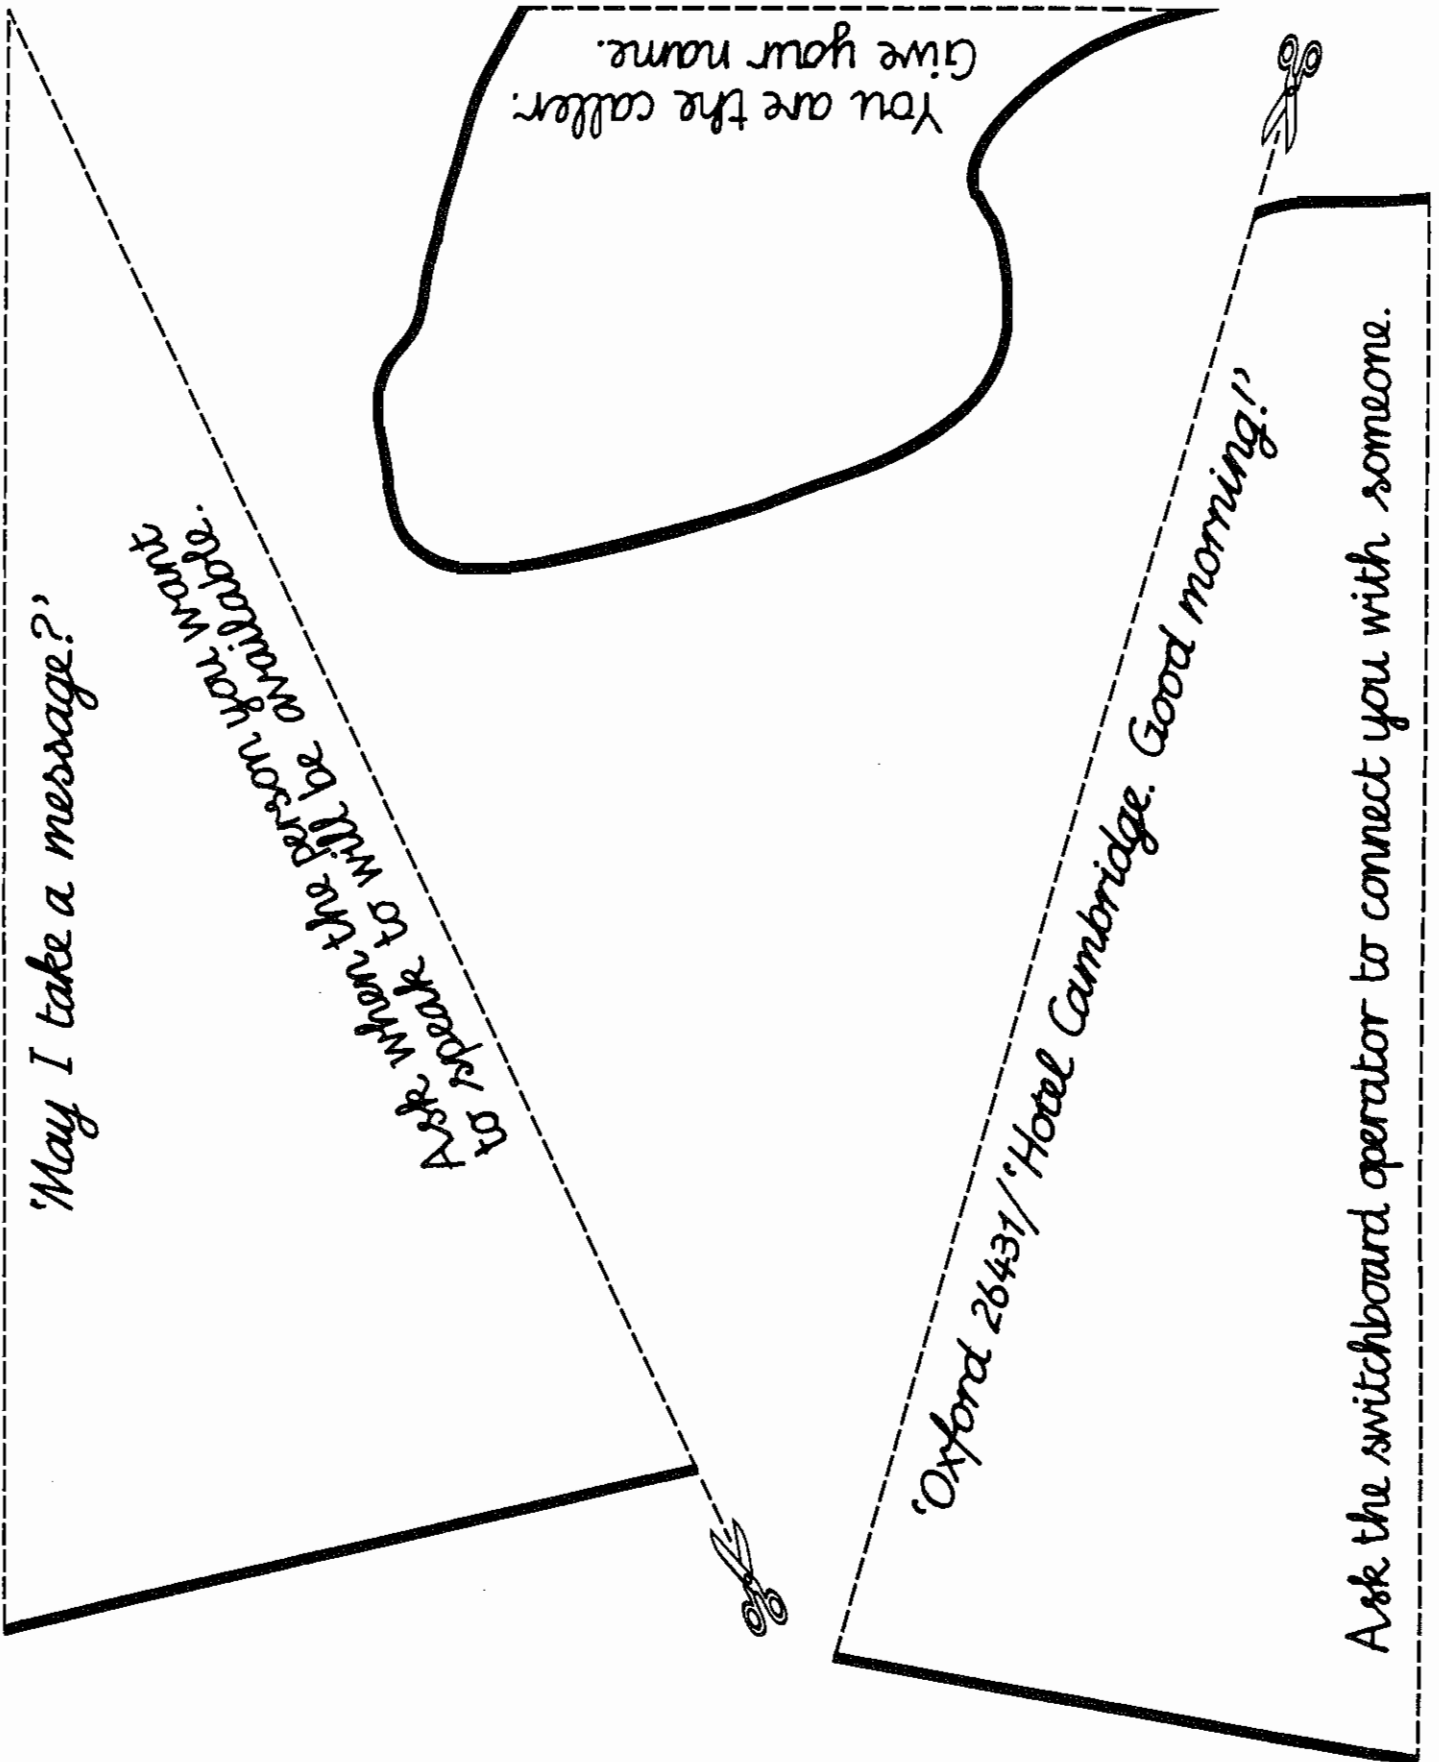 You are the caller.
Give your name.
'May I take a message?'
Ask when the person you want
to speak to will be available.
'Oxford 26431/'Hotel Cambridge. Good morning!'
Ask the switchboard operator to connect you with someone.